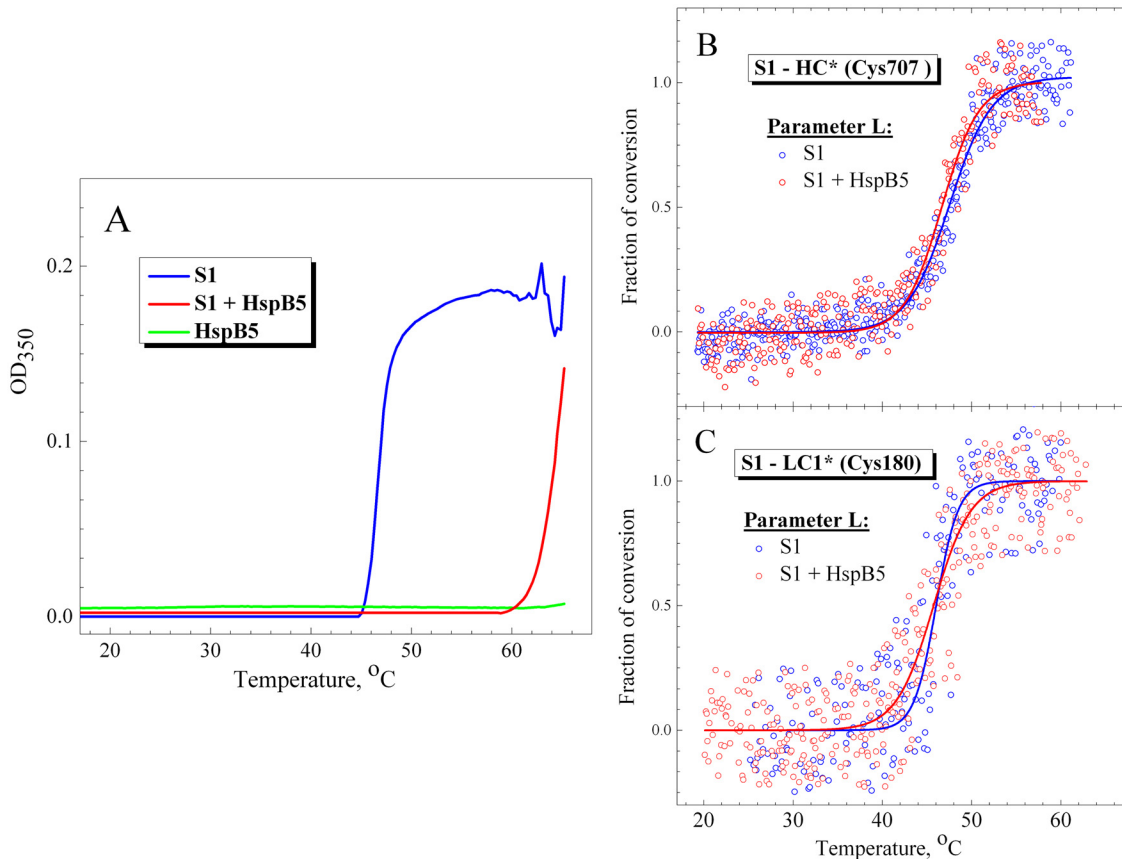 A
S1
S1 + HspB5
HspB5
OD350
0.2
0.1
0.0
20
30
40
50
60
Temperature, °C
B
S1 - HC* (Cys707 )
Parameter L:
S1
S1 + HspB5
Fraction of conversion
1.0
0.5
0.0
C
S1 - LC1* (Cys180)
Parameter L:
S1
S1 + HspB5
Fraction of conversion
1.0
0.5
0.0
20
30
40
50
60
Temperature, °C